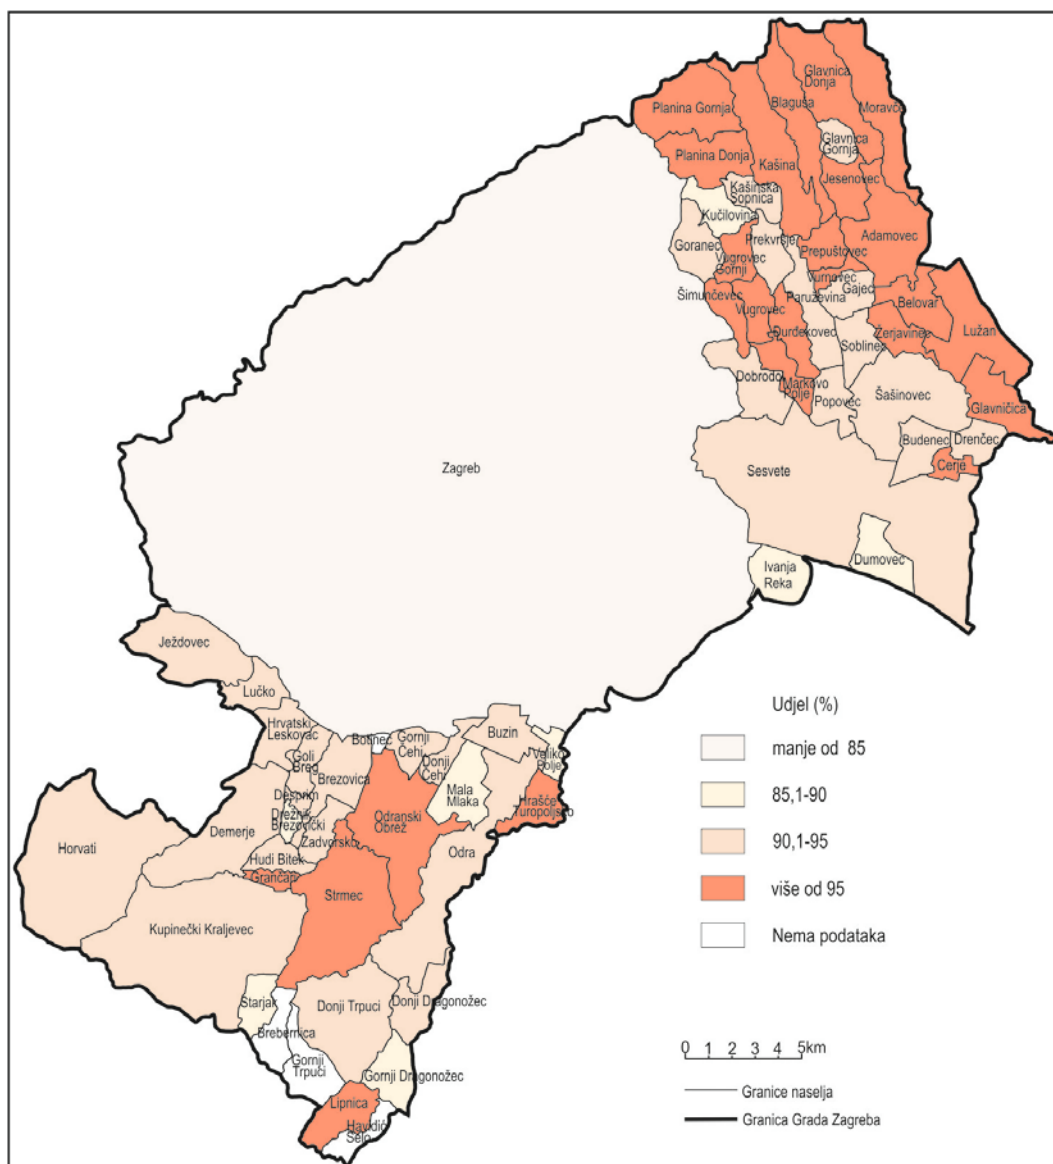 Glavnica
Donja
Moravče
Blaguša
Planina Gornja
Glavnica
Gornja
Planina Donja
Kašina
Jesenovec
Kašinska
Sopnica
Kučilovina
Goranec
Prekvršje
Adamovec
Vugrovec
Gornji
Prepuštovec
Šimunčevec
Vurnovec
Gajec
Paruževina
Belovar
Vugrovec
Lužan
Đurđekovec
Žerjavinec
Soblinec
Dobrodol
Markovo
Polje
Popovec
Šašinovec
Glavničica
Budenec
Drenčec
Cerje
Zagreb
Sesvete
Dumovec
Ivanja
Reka
Ježdovec
Lučko
Hrvatski
Leskovac
Botinec
Gornji
Čehi
Buzin
Goli
Breg
Brezovica
Donji
Čehi
Veliko
Polje
Desprim
Mala
Mlaka
Hrašće
Turopoljsko
Drežnik
Brezovički
Odranski
Obrež
Demerje
Zadvorsko
Horvati
Hudi Bitek
Odra
Grančari
Strmec
Kupinečki Kraljevec
Starjak
Donji Trpuci
Donji Dragonožec
Brebernica
Gornji
Trpuči
Gornji Dragonožec
Lipnica
Havidić
Selo
Udjel (%)
manje od 85
85,1-90
90,1-95
više od 95
Nema podataka
0 1 2 3 4 5km
Granice naselja
Granica Grada Zagreba